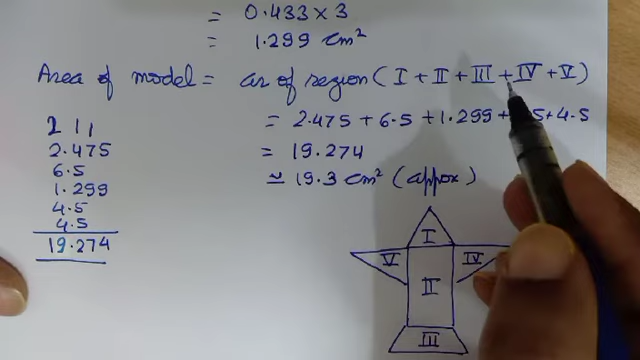 = 0.433 × 3
= 1.299 cm²
Area of model = ar of region ( I + II + III + IV + V )
= 2.475 + 6.5 + 1.299 + .5 + 4.5
= 19.274
≃ 19.3 cm² (appox)
2 1 1
2.475
6.5
1.299
4.5
4.5
19.274
I
V
IV
II
III